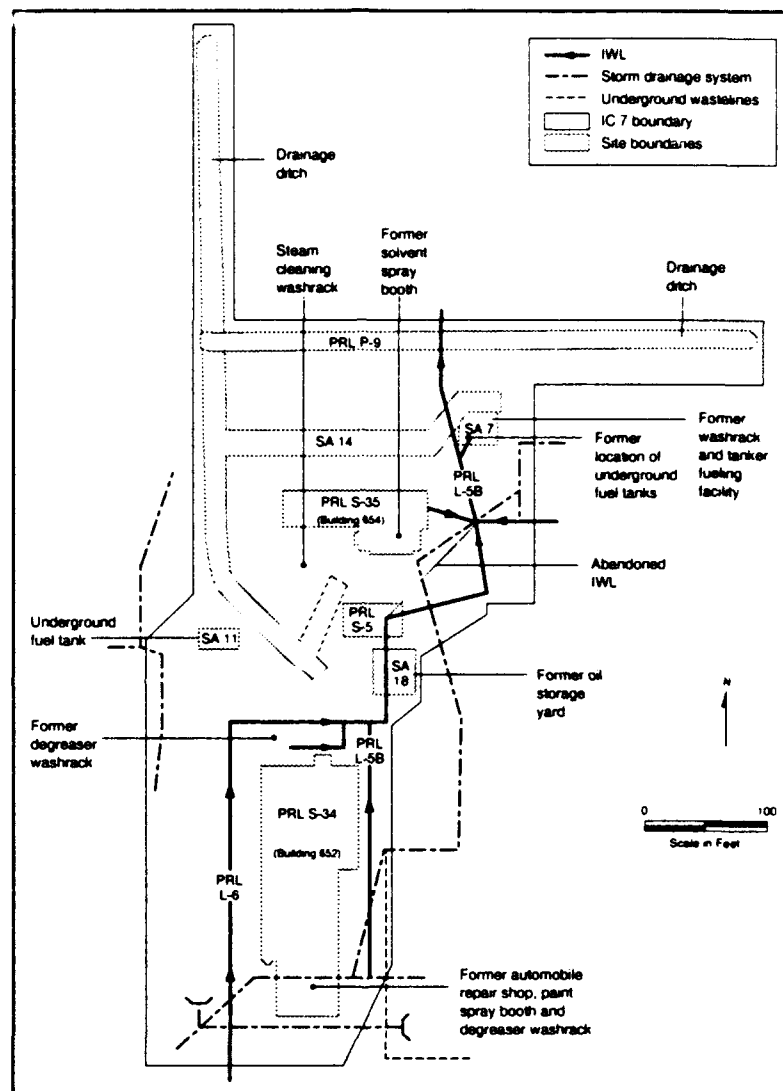 IWL
Storm drainage system
Underground wastelines
IC 7 boundary
Site boundaries
Drainage
ditch
Former
solvent
spray
booth
Steam
cleaning
washrack
Drainage
ditch
PRL P-9
SA 7
SA 14
Former
washrack
and tanker
fueling
facility
Former
location of
underground
fuel tanks
PRL
L-5B
PRL S-35
(Building 654)
Abandoned
IWL
PRL
S-5
Underground
fuel tank
SA 11
SA
18
Former oil
storage
yard
N
Former
degreaser
washrack
PRL
L-5B
0 100
Scale in Feet
PRL S-34
(Building 652)
PRL
L-6
Former automobile
repair shop, paint
spray booth and
degreaser washrack